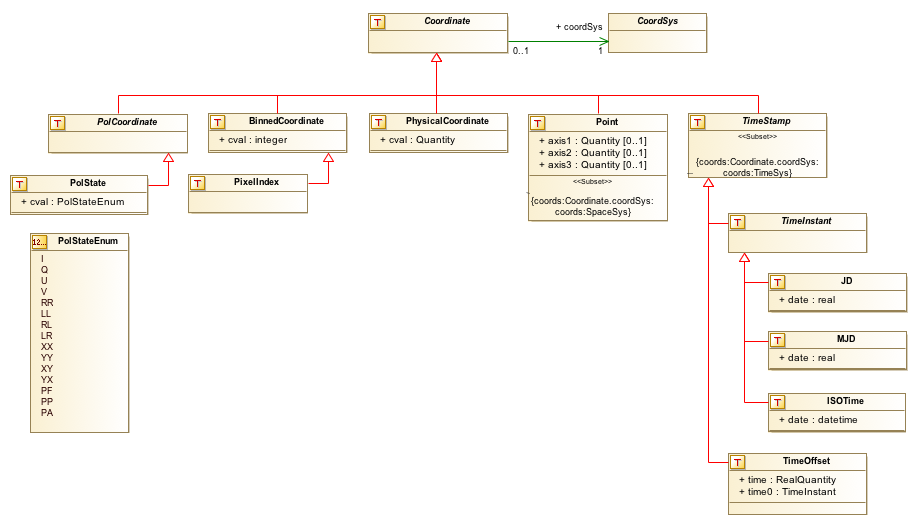 Coordinate
CoordSys
+ coordSys
0..1
1
PolCoordinate
BinnedCoordinate
+ cval : integer
PhysicalCoordinate
+ cval : Quantity
Point
+ axis1 : Quantity [0..1]
+ axis2 : Quantity [0..1]
+ axis3 : Quantity [0..1]
<<Subset>>
{coords:Coordinate.coordSys:
coords:SpaceSys}
TimeStamp
<<Subset>>
{coords:Coordinate.coordSys:
coords:TimeSys}
PolState
+ cval : PolStateEnum
PixelIndex
PolStateEnum
I
Q
U
V
RR
LL
RL
LR
XX
YY
XY
YX
PF
PP
PA
TimeInstant
JD
+ date : real
MJD
+ date : real
ISOTime
+ date : datetime
TimeOffset
+ time : RealQuantity
+ time0 : TimeInstant